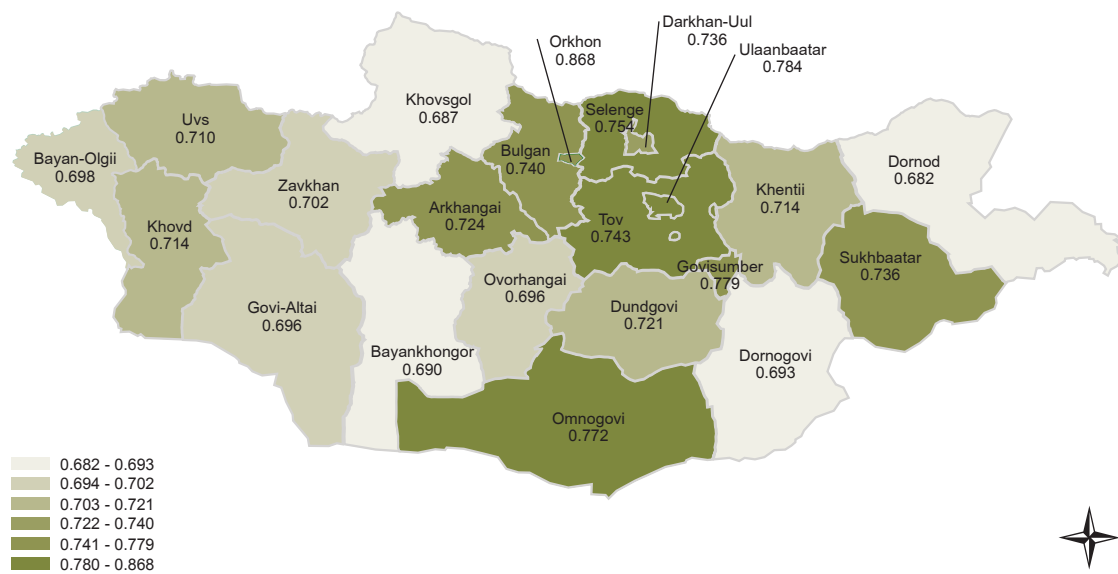 Darkhan-Uul
0.736
Orkhon
0.868
Ulaanbaatar
0.784
Khovsgol
0.687
Selenge
0.754
Uvs
0.710
Bulgan
0.740
Bayan-Olgii
0.698
Dornod
0.682
Zavkhan
0.702
Khentii
0.714
Arkhangai
0.724
Khovd
0.714
Tov
0.743
Sukhbaatar
0.736
Govisumber
0.779
Ovorhangai
0.696
Govi-Altai
0.696
Dundgovi
0.721
Bayankhongor
0.690
Dornogovi
0.693
Omnogovi
0.772
0.682 - 0.693
0.694 - 0.702
0.703 - 0.721
0.722 - 0.740
0.741 - 0.779
0.780 - 0.868